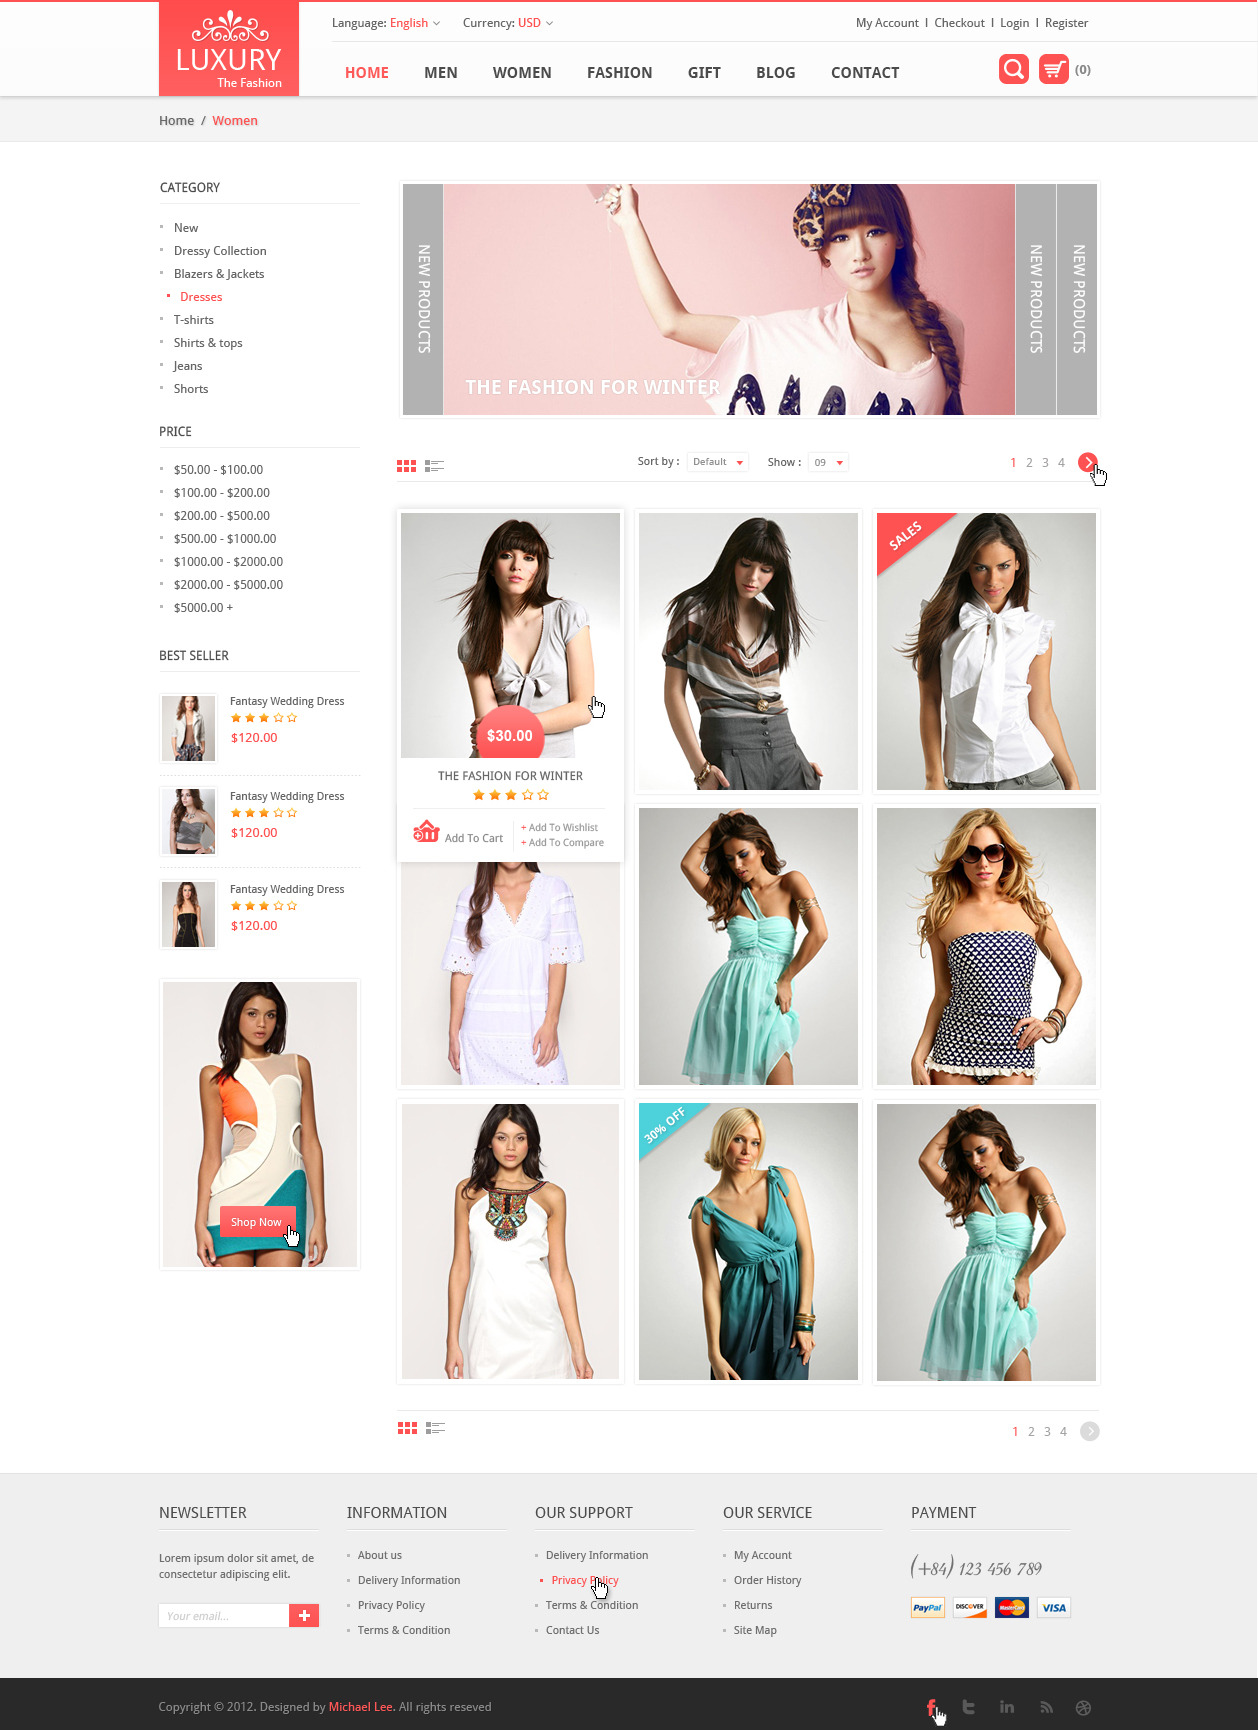 Language: English
Currency: USD
My Account | Checkout | Login | Register
LUXURY
The Fashion
HOME MEN WOMEN FASHION GIFT BLOG CONTACT
(0)
Home / Women
CATEGORY
New
Dressy Collection
Blazers & Jackets
Dresses
T-shirts
Shirts & tops
Jeans
Shorts
PRICE
$50.00 - $100.00
$100.00 - $200.00
$200.00 - $500.00
$500.00 - $1000.00
$1000.00 - $2000.00
$2000.00 - $5000.00
$5000.00 +
BEST SELLER
Fantasy Wedding Dress
$120.00
Fantasy Wedding Dress
$120.00
Fantasy Wedding Dress
$120.00
Shop Now
NEW PRODUCTS
THE FASHION FOR WINTER
NEW PRODUCTS
NEW PRODUCTS
Sort by : Default
Show : 09
1 2 3 4
SALES
$30.00
THE FASHION FOR WINTER
Add To Cart
+ Add To Wishlist
+ Add To Compare
30% OFF
1 2 3 4
NEWSLETTER
Lorem ipsum dolor sit amet, de
consectetur adipiscing elit.
Your email...
INFORMATION
About us
Delivery Information
Privacy Policy
Terms & Condition
OUR SUPPORT
Delivery Information
Privacy Policy
Terms & Condition
Contact Us
OUR SERVICE
My Account
Order History
Returns
Site Map
PAYMENT
(+84) 123 456 789
PayPal DISCOVER MasterCard VISA
Copyright © 2012. Designed by Michael Lee. All rights reseved